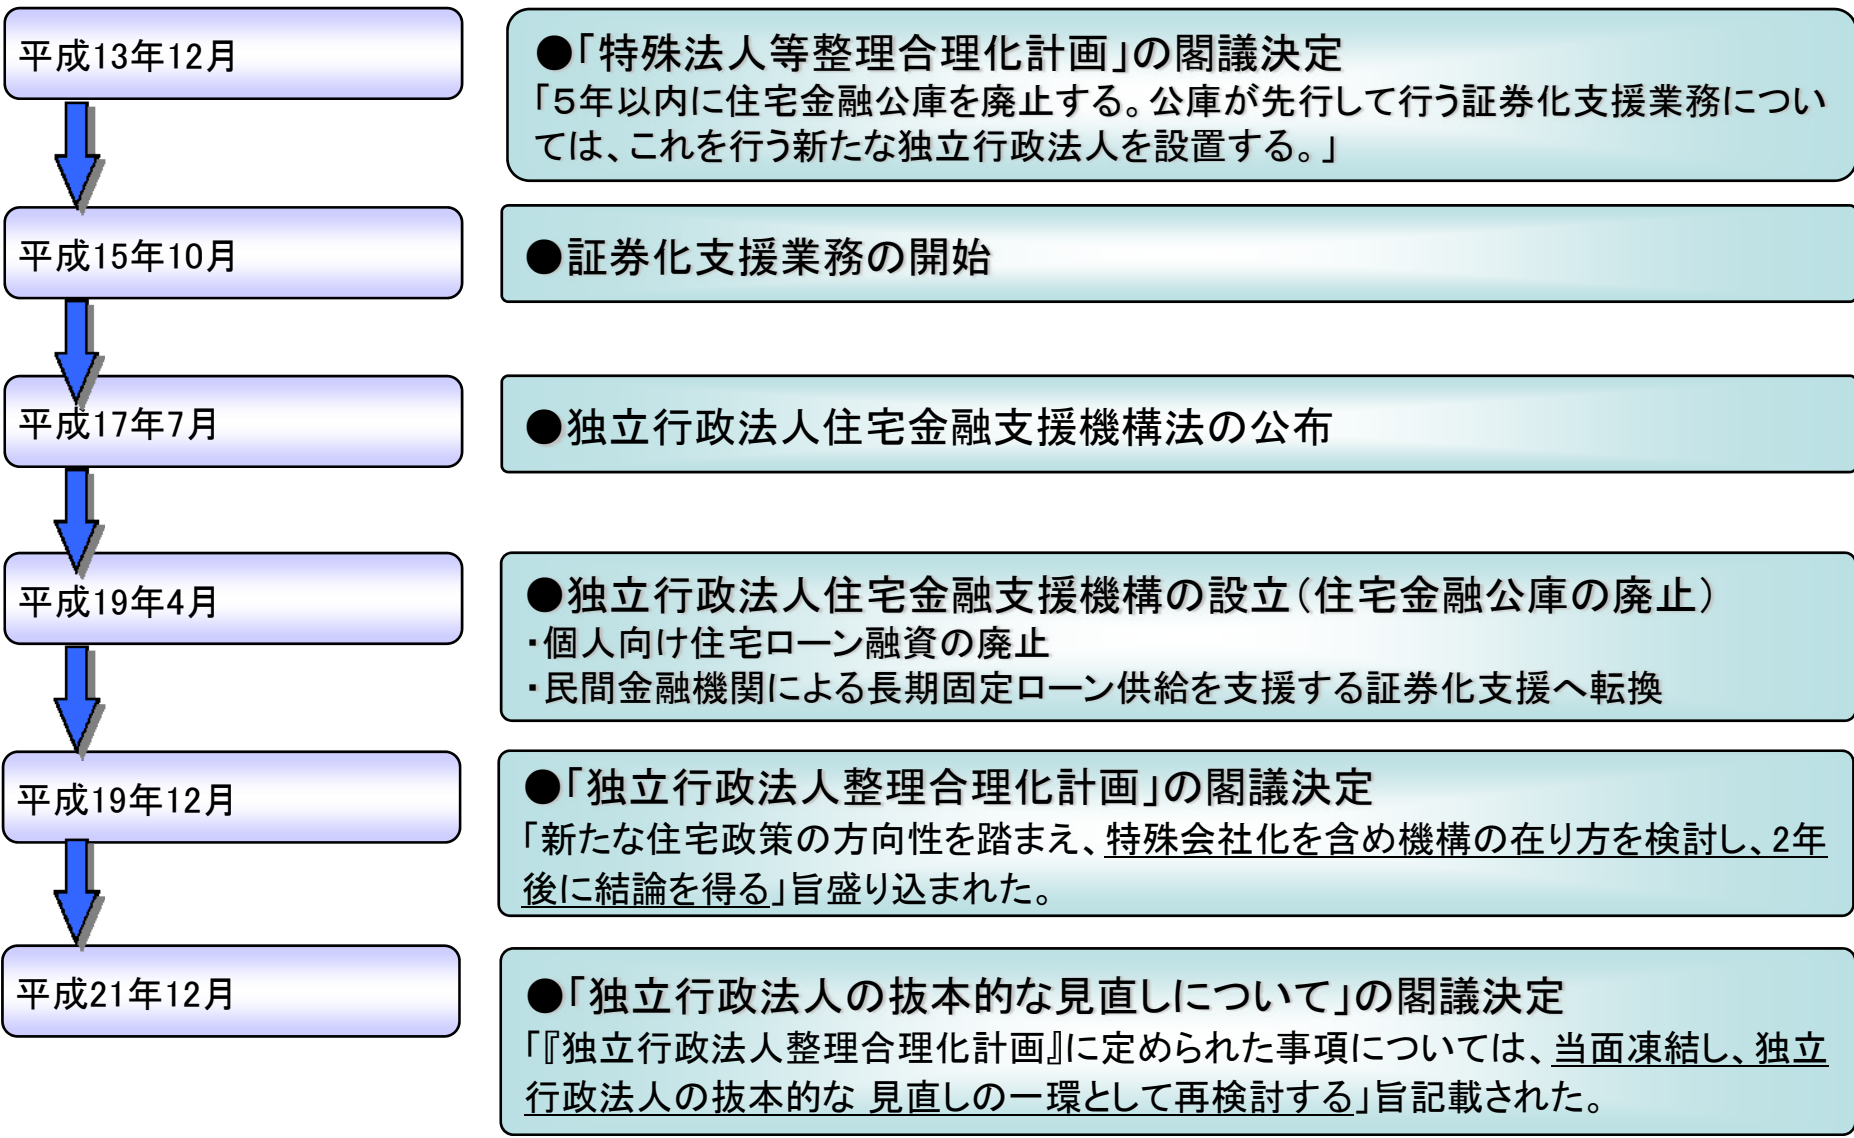 平成13年12月
●「特殊法人等整理合理化計画」の閣議決定
「５年以内に住宅金融公庫を廃止する。公庫が先行して行う証券化支援業務につい
ては、これを行う新たな独立行政法人を設置する。」
平成15年10月
●証券化支援業務の開始
平成17年7月
●独立行政法人住宅金融支援機構法の公布
平成19年4月
●独立行政法人住宅金融支援機構の設立（住宅金融公庫の廃止）
・個人向け住宅ローン融資の廃止
・民間金融機関による長期固定ローン供給を支援する証券化支援へ転換
平成19年12月
●「独立行政法人整理合理化計画」の閣議決定
「新たな住宅政策の方向性を踏まえ、特殊会社化を含め機構の在り方を検討し、2年
後に結論を得る」旨盛り込まれた。
平成21年12月
●「独立行政法人の抜本的な見直しについて」の閣議決定
「『独立行政法人整理合理化計画』に定められた事項については、当面凍結し、独立
行政法人の抜本的な 見直しの一環として再検討する」旨記載された。